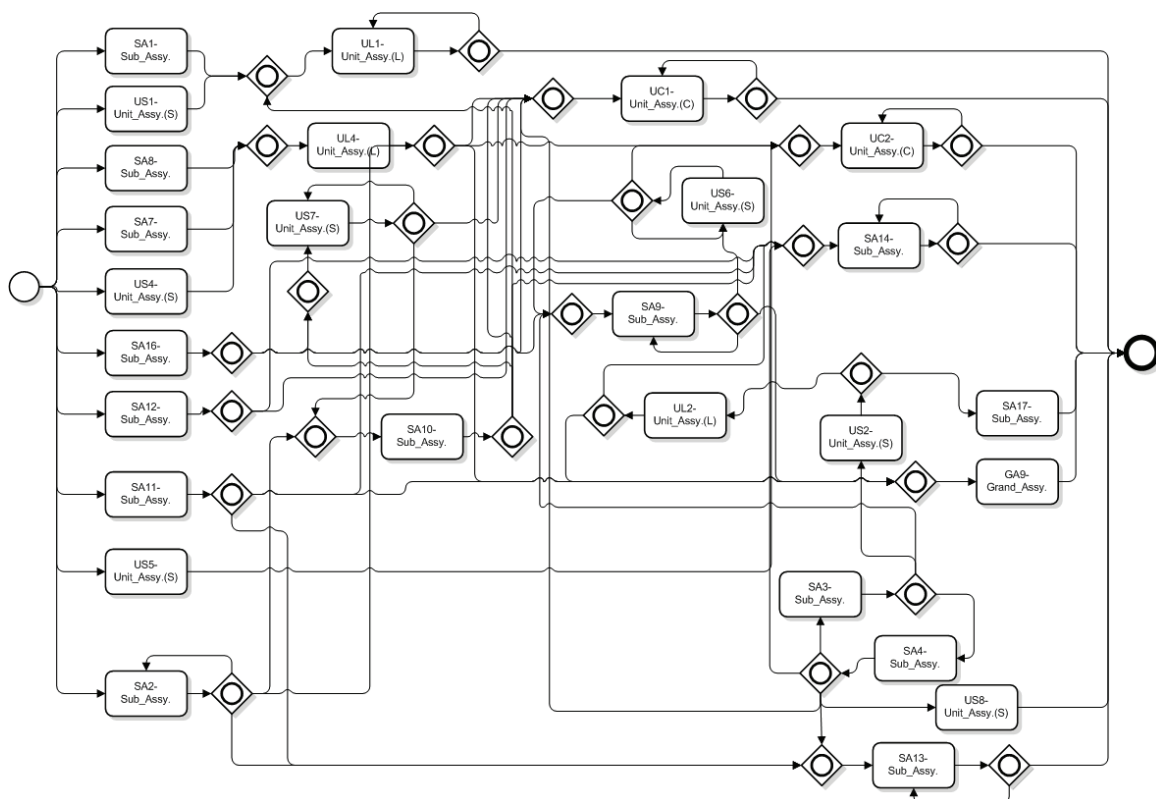 SA1-
Sub_Assy.
UL1-
Unit_Assy.(L)
US1-
Unit_Assy.(S)
UC1-
Unit_Assy.(C)
SA8-
Sub_Assy.
UL4-
Unit_Assy.(L)
UC2-
Unit_Assy.(C)
SA7-
Sub_Assy.
US7-
Unit_Assy.(S)
US6-
Unit_Assy.(S)
SA14-
Sub_Assy.
US4-
Unit_Assy.(S)
SA9-
Sub_Assy.
SA16-
Sub_Assy.
SA12-
Sub_Assy.
UL2-
Unit_Assy.(L)
SA17-
Sub_Assy.
SA10-
Sub_Assy.
US2-
Unit_Assy.(S)
SA11-
Sub_Assy.
GA9-
Grand_Assy.
US5-
Unit_Assy.(S)
SA3-
Sub_Assy.
SA4-
Sub_Assy.
SA2-
Sub_Assy.
US8-
Unit_Assy.(S)
SA13-
Sub_Assy.